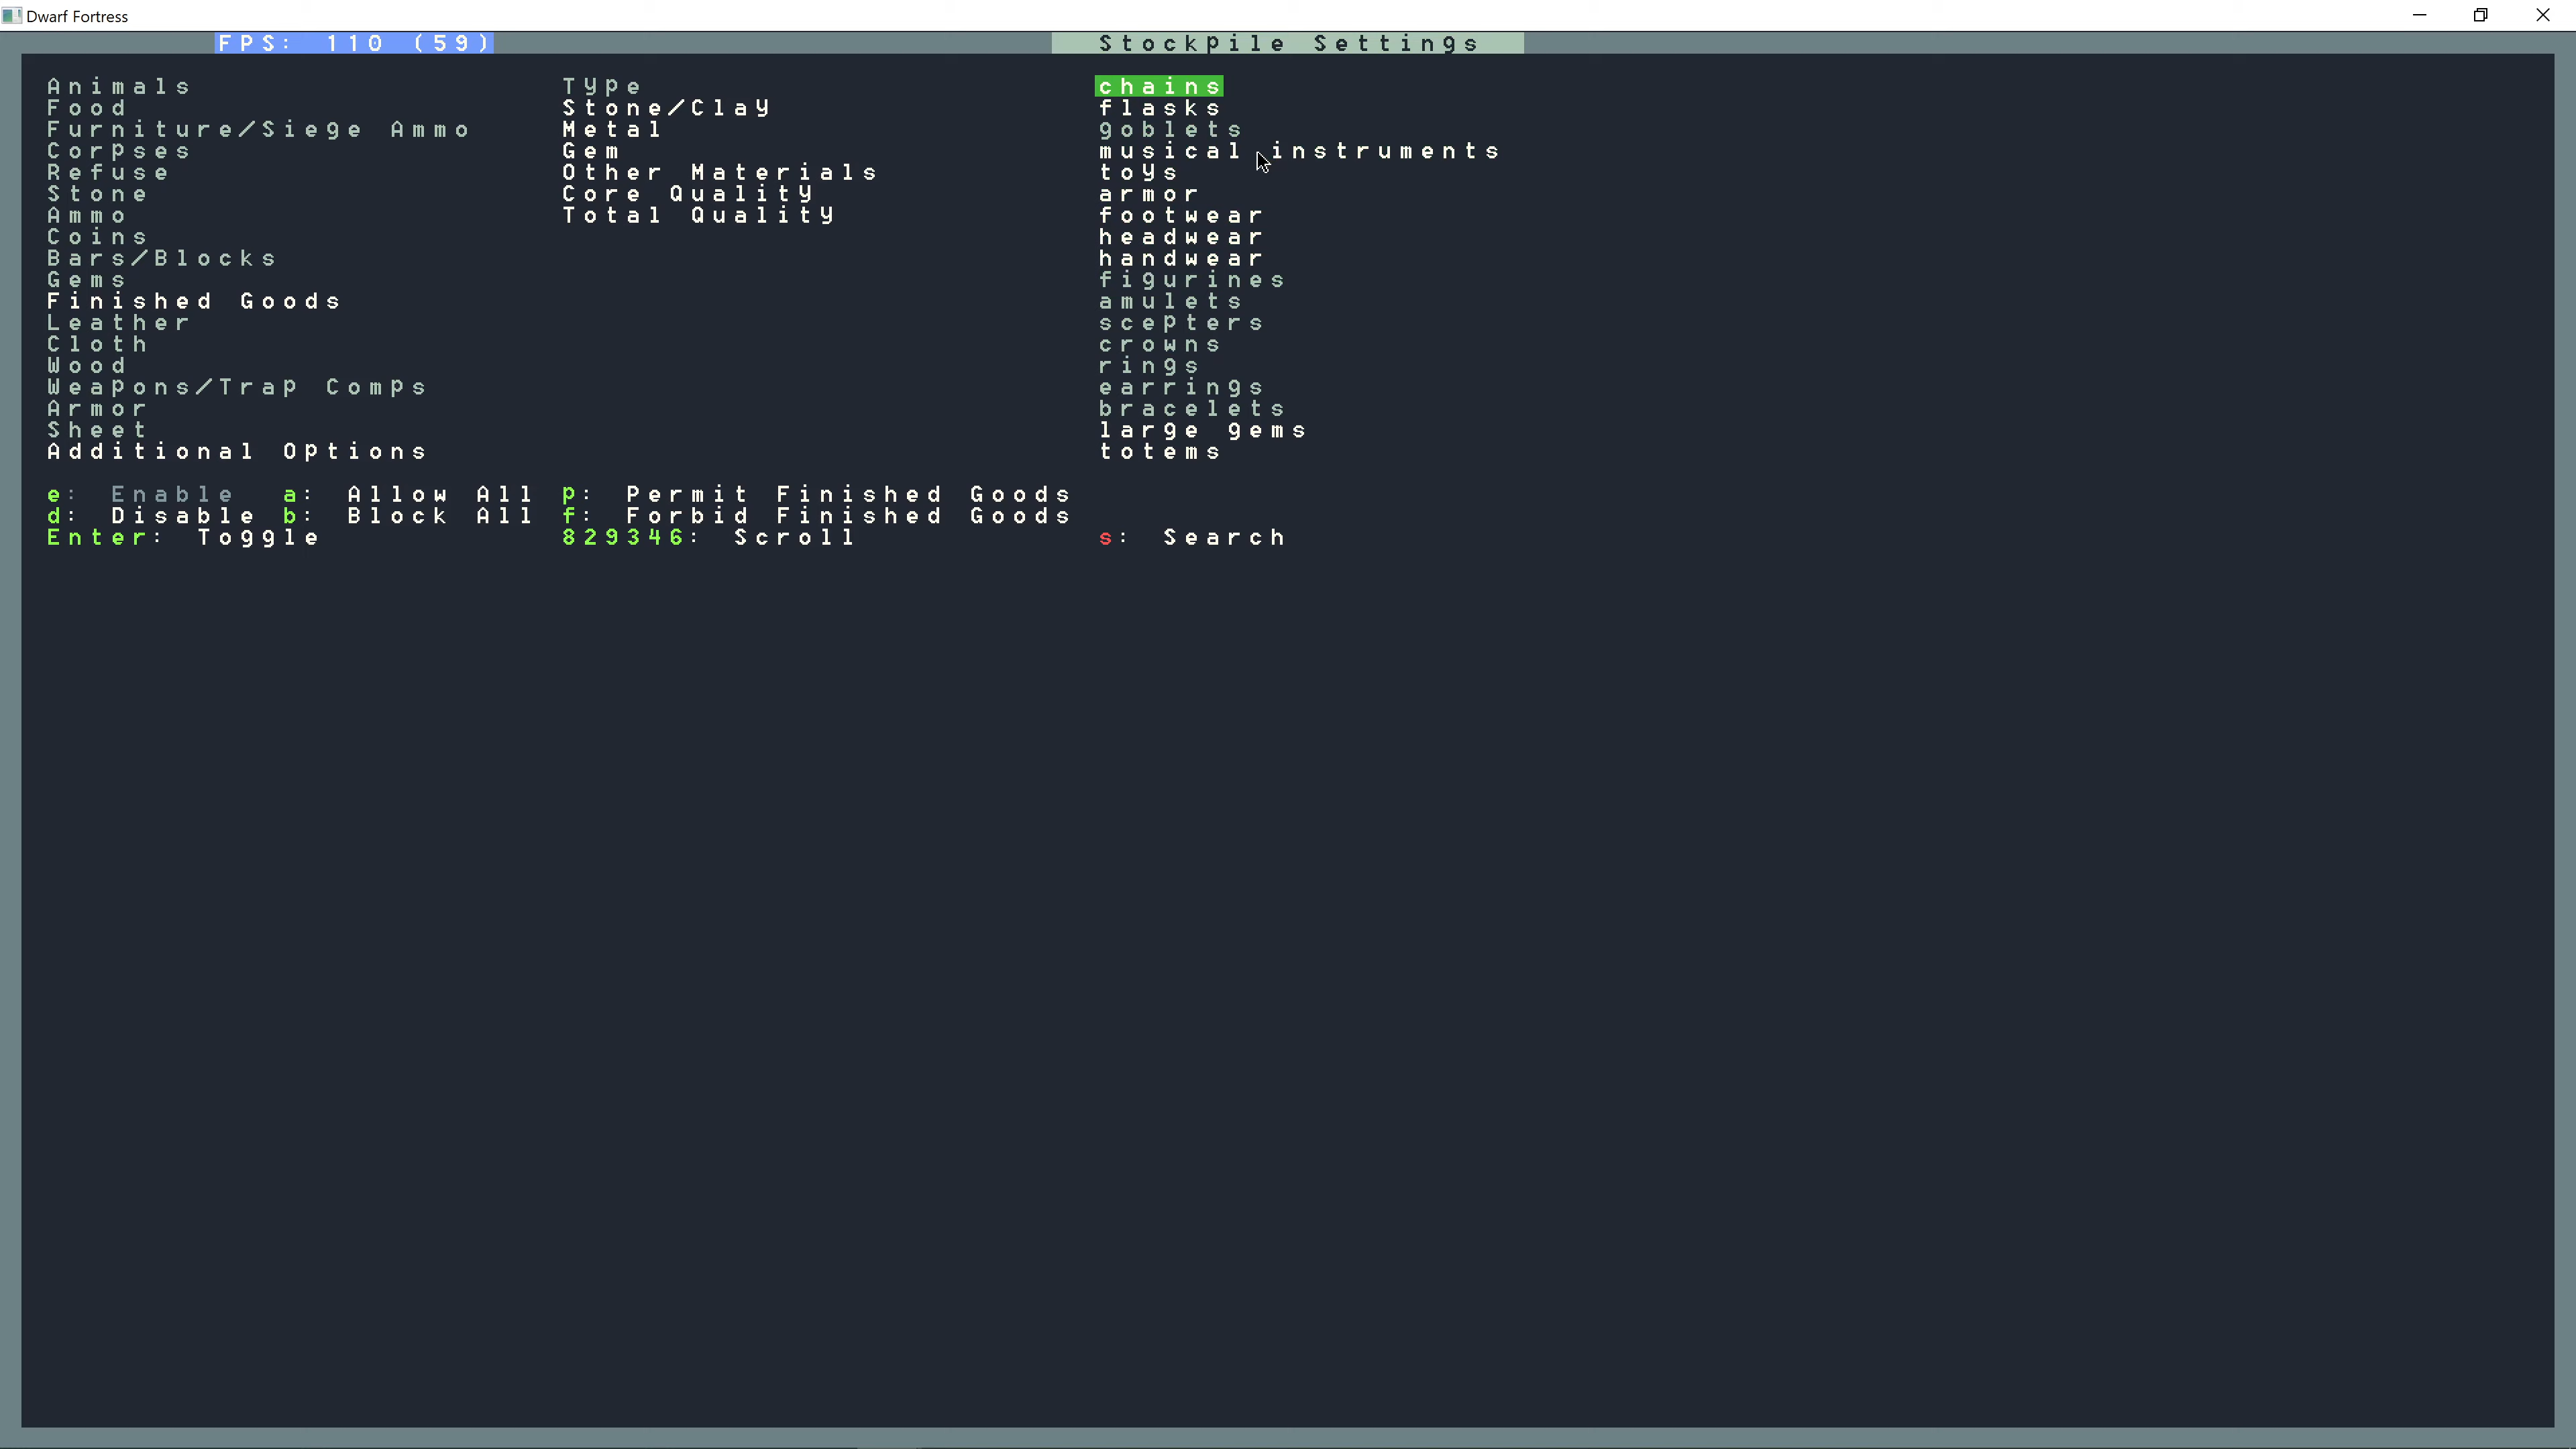 Dwarf Fortress
FPS: 110 (59)
Stockpile Settings
Animals
Food
Furniture/Siege Ammo
Corpses
Refuse
Stone
Ammo
Coins
Bars/Blocks
Gems
Finished Goods
Leather
Cloth
Wood
Weapons/Trap Comps
Armor
Sheet
Additional Options
Type
Stone/Clay
Metal
Gem
Other Materials
Core Quality
Total Quality
chains
flasks
goblets
musical instruments
toys
armor
footwear
headwear
handwear
figurines
amulets
scepters
crowns
rings
earrings
bracelets
large gems
totems
e: Enable a: Allow All p: Permit Finished Goods
d: Disable b: Block All f: Forbid Finished Goods
Enter: Toggle 829346: Scroll s: Search